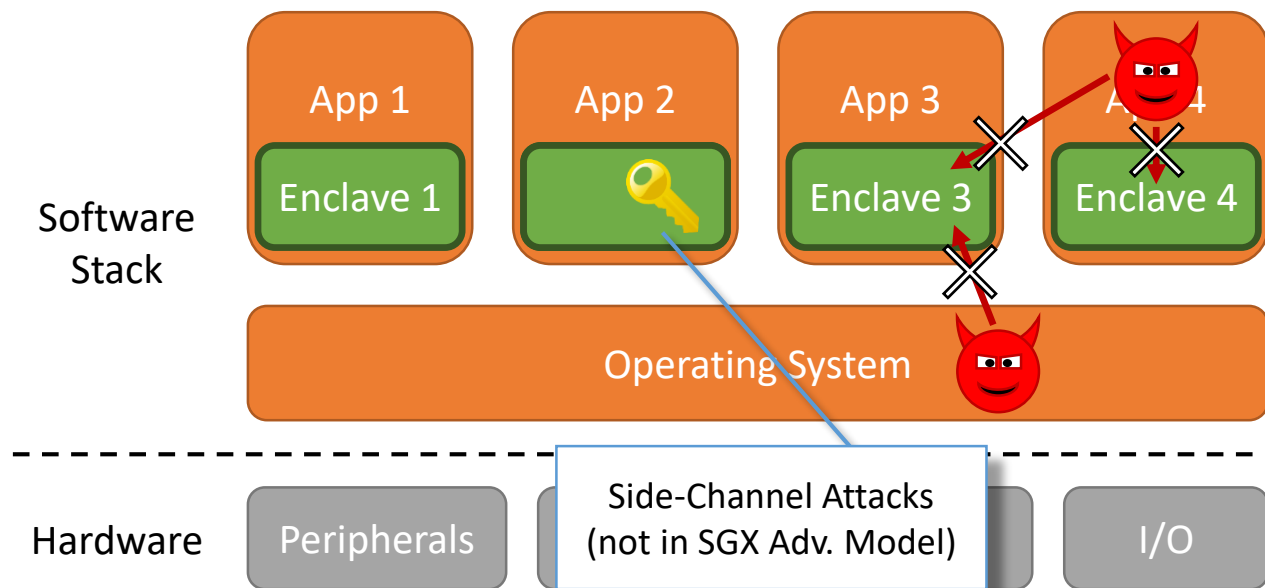 App 1
App 2
App 3
Enclave 1
Enclave 3
Enclave 4
Software
Stack
Operating System
Side-Channel Attacks
(not in SGX Adv. Model)
Hardware
Peripherals
I/O